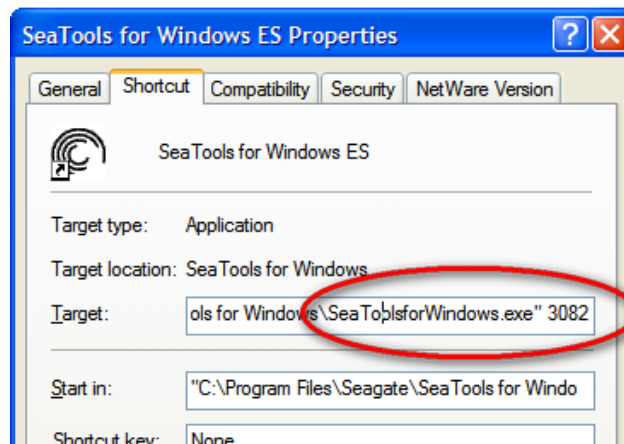 SeaTools for Windows ES Properties
General Shortcut Compatibility Security NetWare Version
SeaTools for Windows ES
Target type: Application
Target location: SeaTools for Windows
Target: ols for Windows\SeaToolsforWindows.exe" 3082
Start in: "C:\Program Files\Seagate\SeaTools for Windo
Shortcut key: None